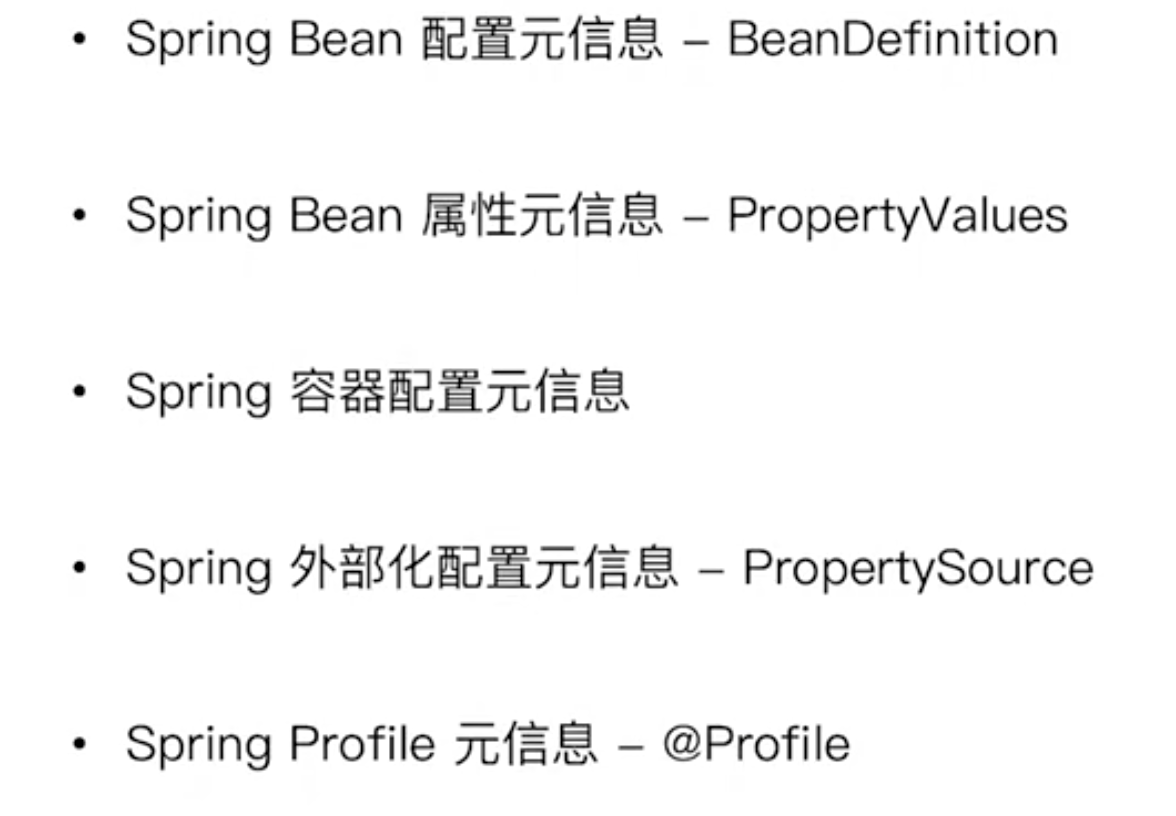 • Spring Bean 配置元信息 – BeanDefinition
• Spring Bean 属性元信息 – PropertyValues
• Spring 容器配置元信息
• Spring 外部化配置元信息 – PropertySource
• Spring Profile 元信息 – @Profile